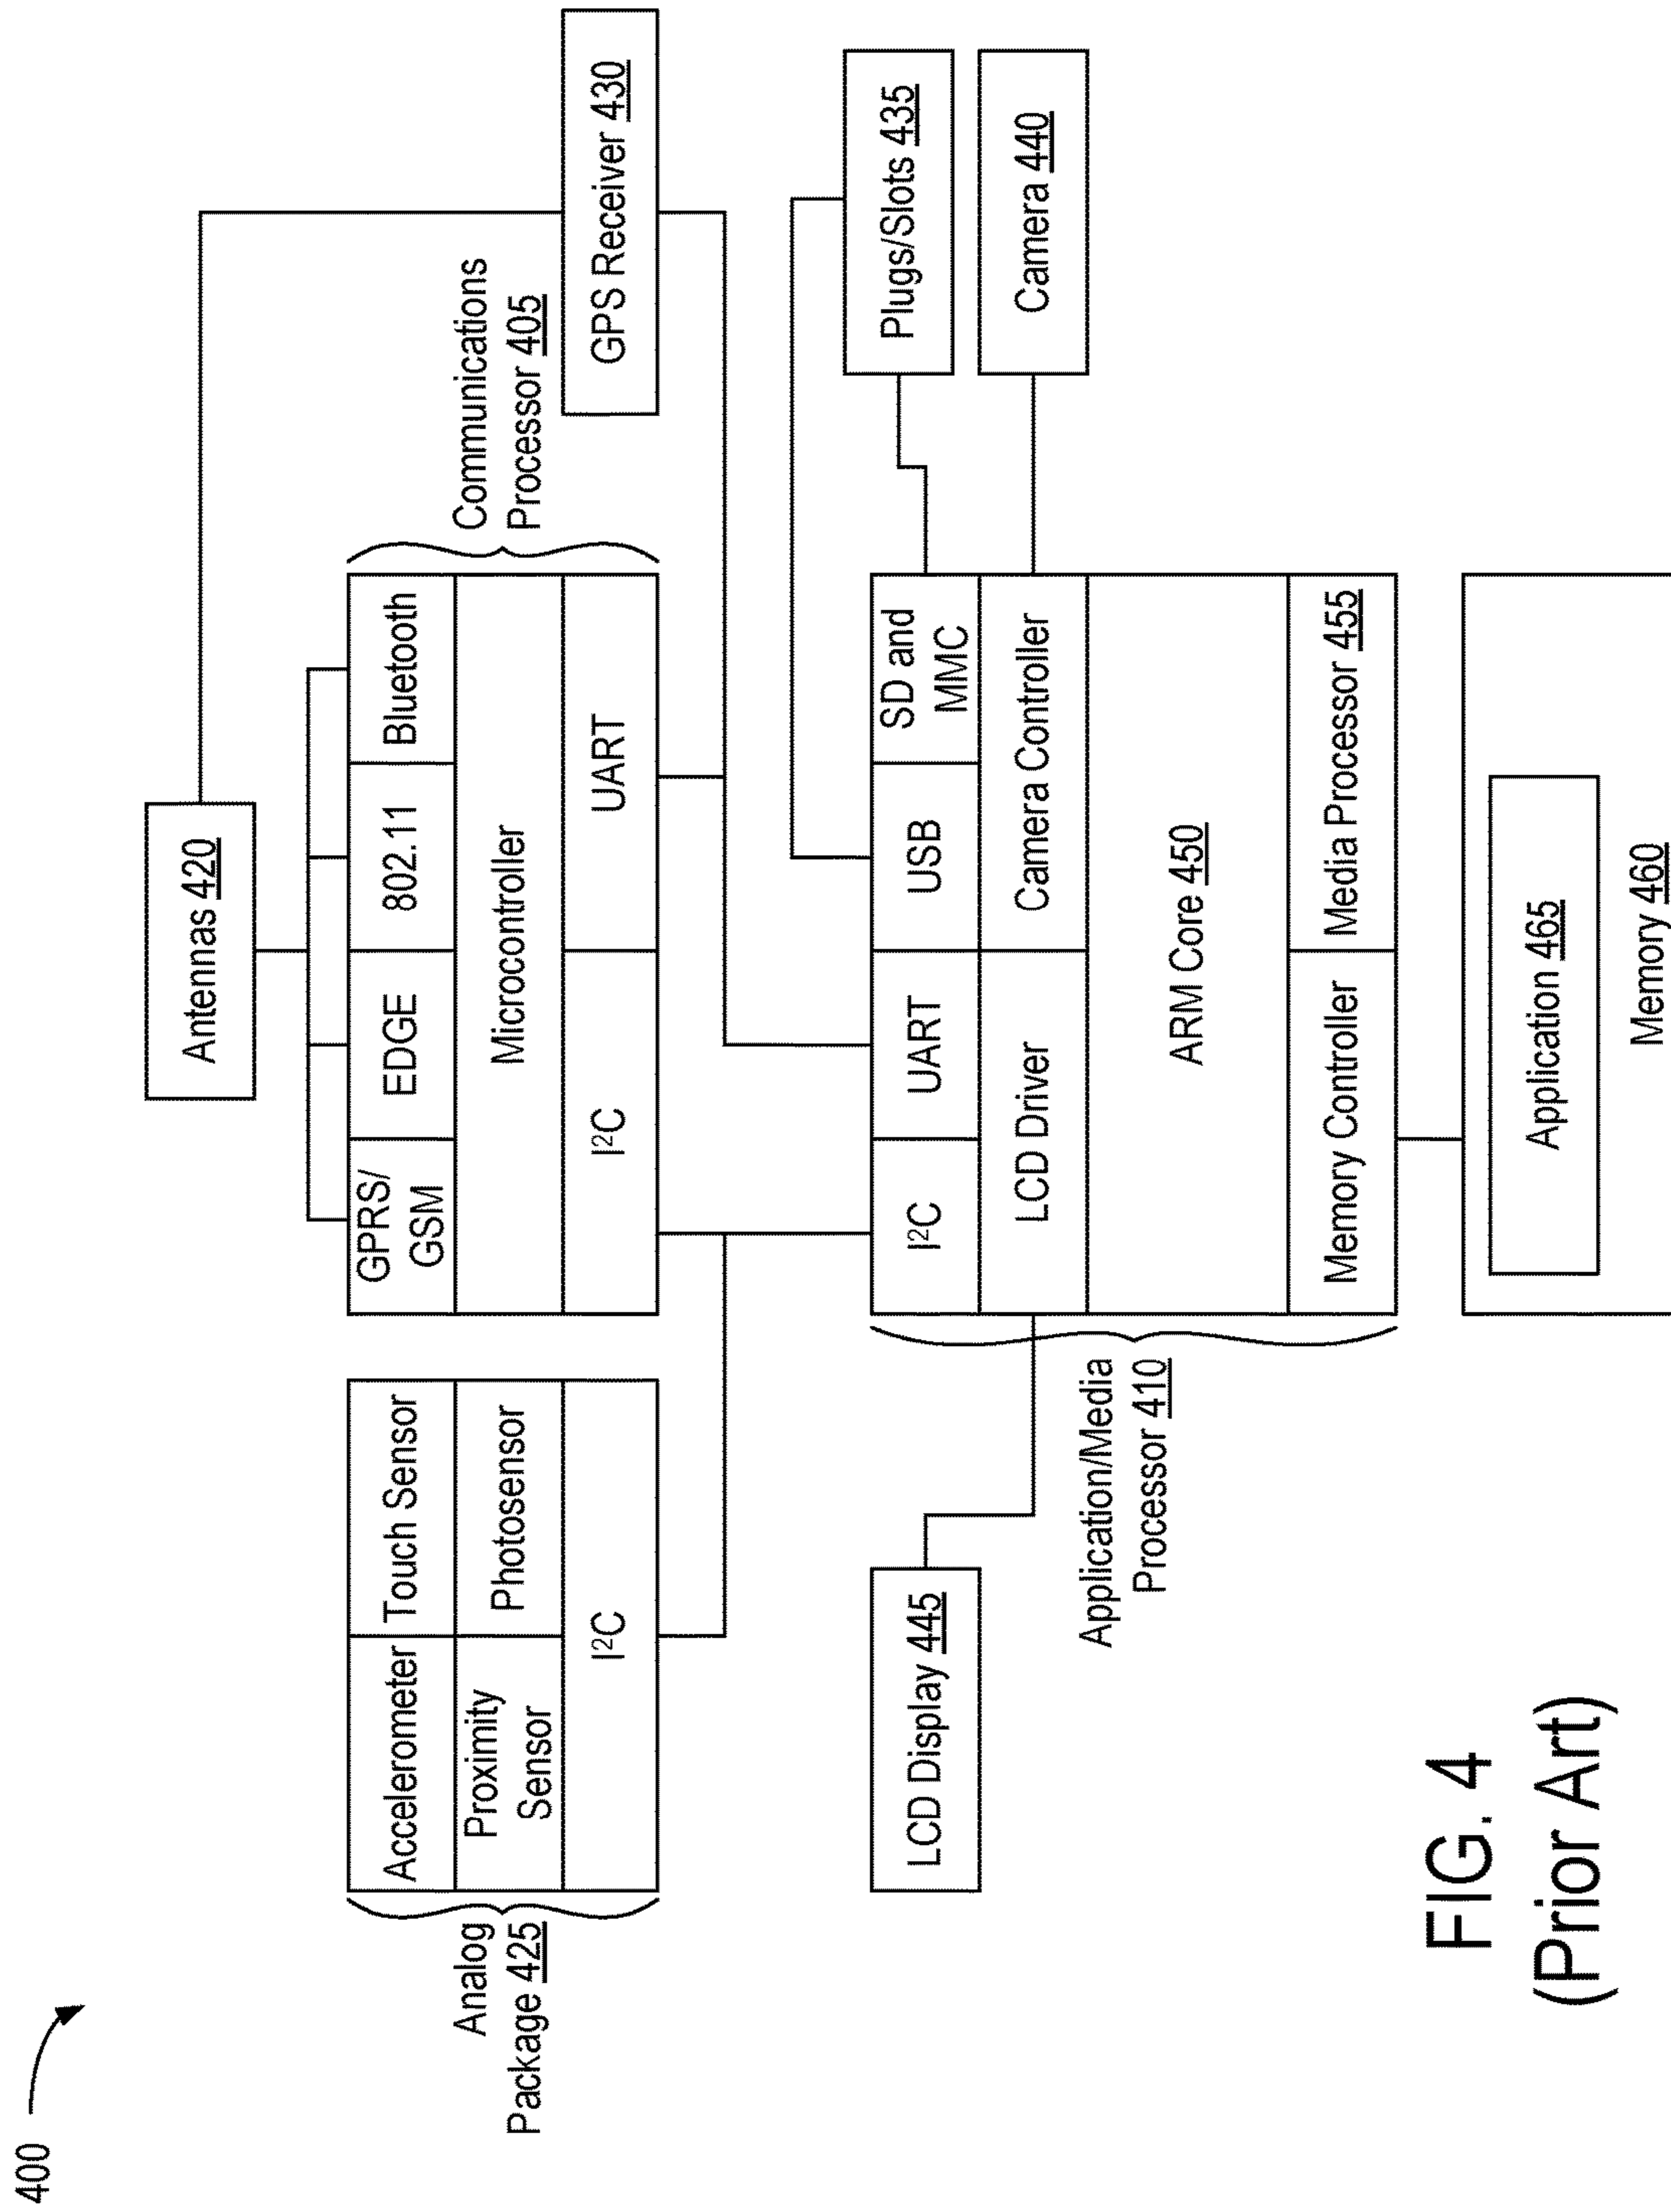 400
Antennas 420
Accelerometer
Touch Sensor
Proximity
Sensor
Photosensor
I²C
Analog
Package 425
GPRS/
GSM
EDGE
802.11
Bluetooth
Microcontroller
I²C
UART
Communications
Processor 405
GPS Receiver 430
LCD Display 445
I²C
UART
USB
SD and
MMC
LCD Driver
Camera Controller
ARM Core 450
Memory Controller
Media Processor 455
Application/Media
Processor 410
Plugs/Slots 435
Camera 440
Application 465
Memory 460
FIG. 4
(Prior Art)